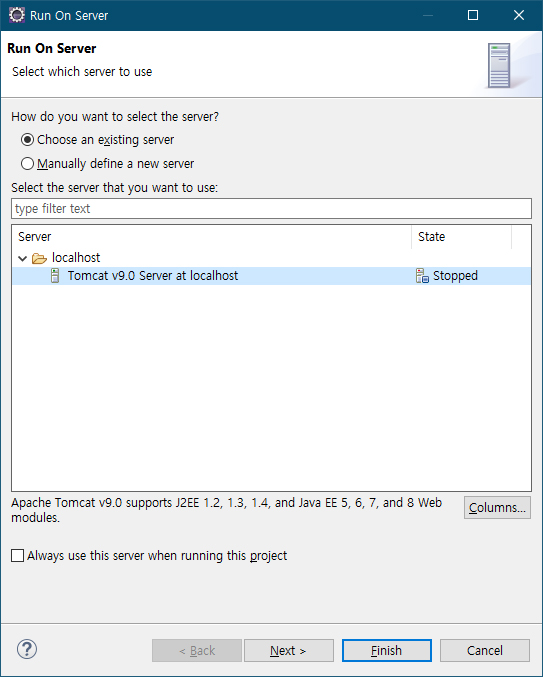 Run On Server
Run On Server
Select which server to use
How do you want to select the server?
Choose an existing server
Manually define a new server
Select the server that you want to use:
type filter text
Server State
localhost
Tomcat v9.0 Server at localhost Stopped
Apache Tomcat v9.0 supports J2EE 1.2, 1.3, 1.4, and Java EE 5, 6, 7, and 8 Web
modules.
Columns...
Always use this server when running this project
? < Back Next > Finish Cancel